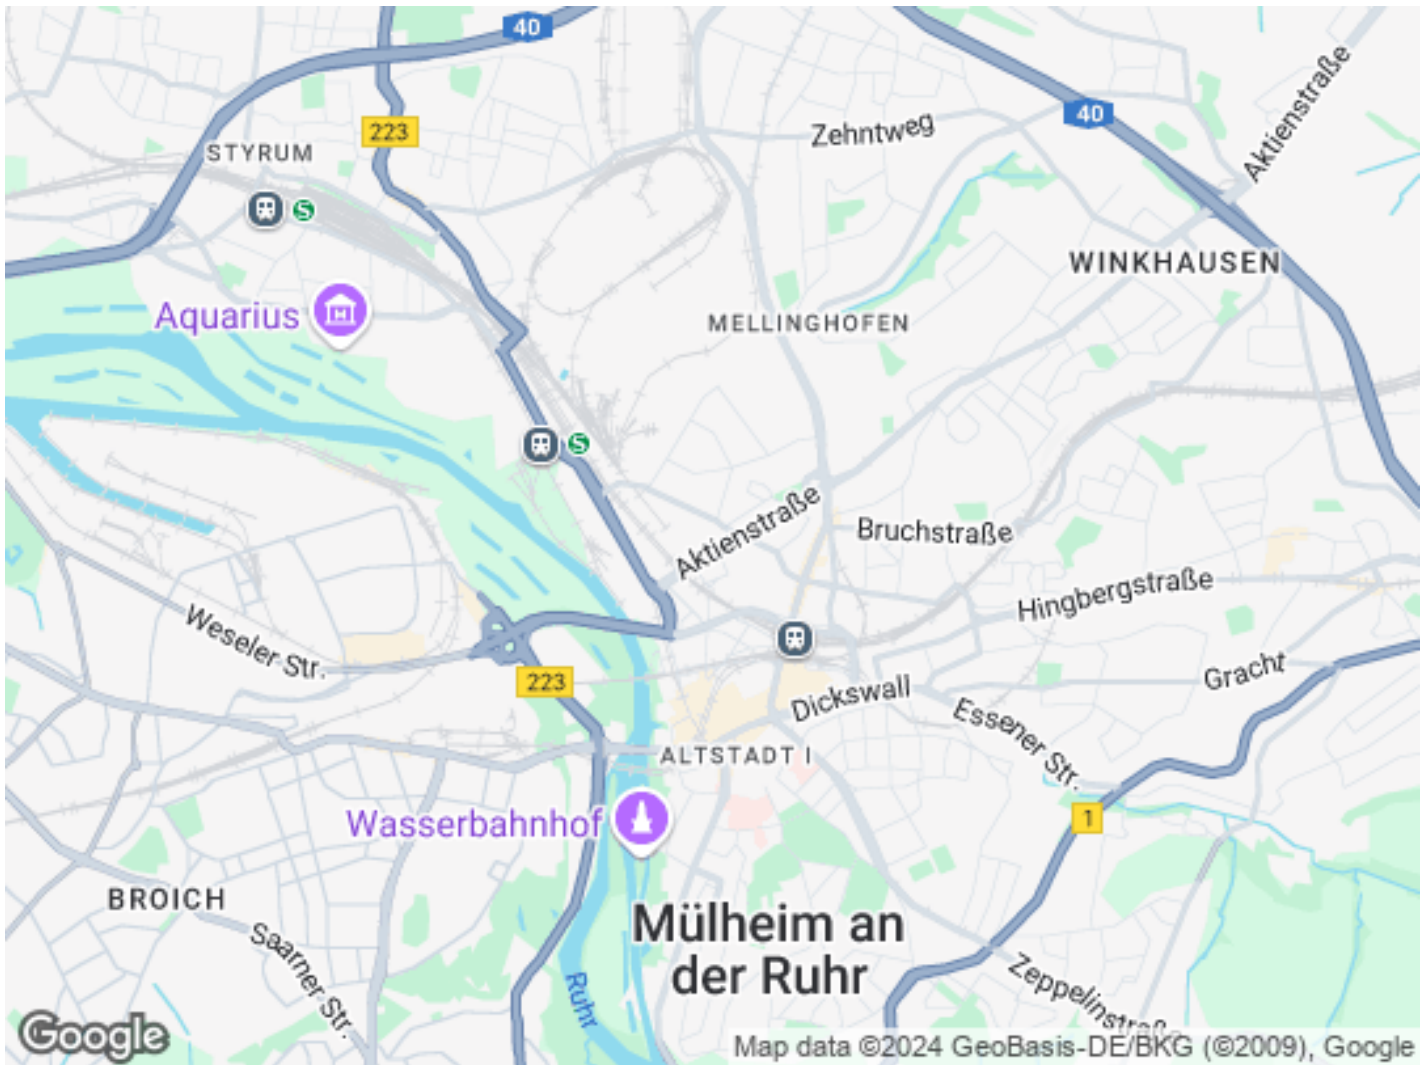 40
223
STYRUM
Zehntweg
40
Aktienstraße
S
WINKHAUSEN
Aquarius
MELLINGHOFEN
S
Aktienstraße
Bruchstraße
Hingbergstraße
Weseler Str.
223
Gracht
Dickswall
Essener Str.
ALTSTADT I
Wasserbahnhof
1
BROICH
Mülheim an
der Ruhr
Saarner Str.
Ruhr
Zeppelinstraße
Google
Map data ©2024 GeoBasis-DE/BKG (©2009), Google